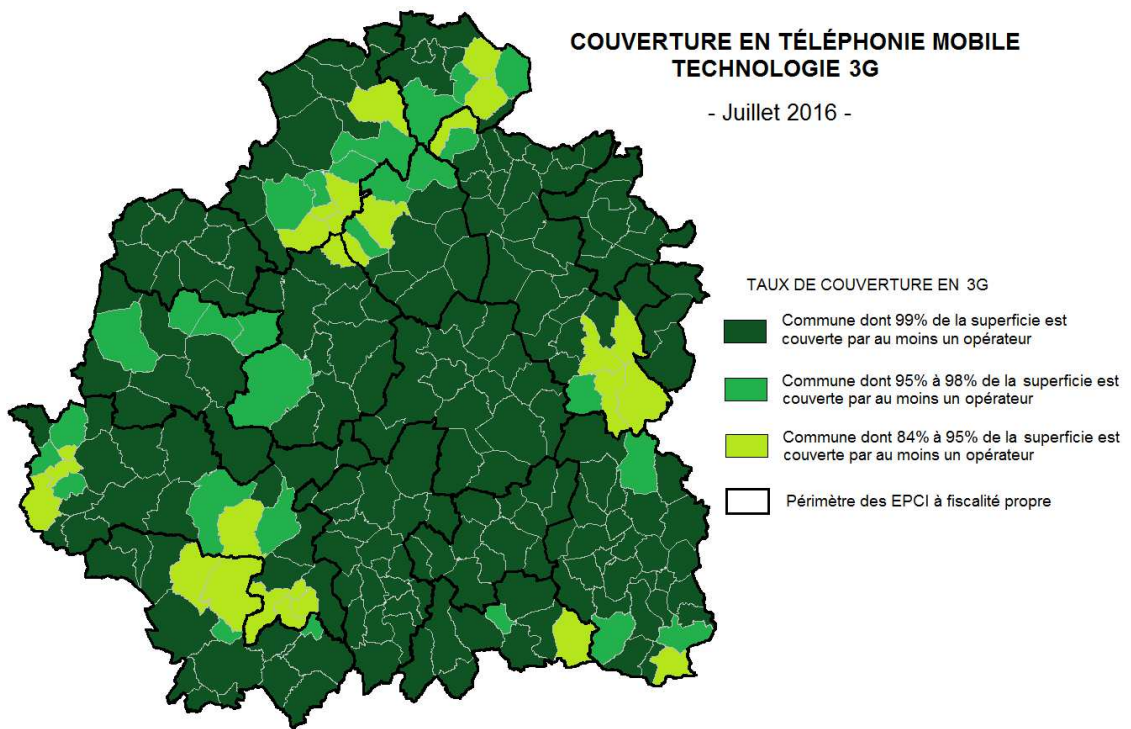 COUVERTURE EN TÉLÉPHONIE MOBILE
TECHNOLOGIE 3G
- Juillet 2016 -
TAUX DE COUVERTURE EN 3G
Commune dont 99% de la superficie est
couverte par au moins un opérateur
Commune dont 95% à 98% de la superficie est
couverte par au moins un opérateur
Commune dont 84% à 95% de la superficie est
couverte par au moins un opérateur
Périmètre des EPCI à fiscalité propre